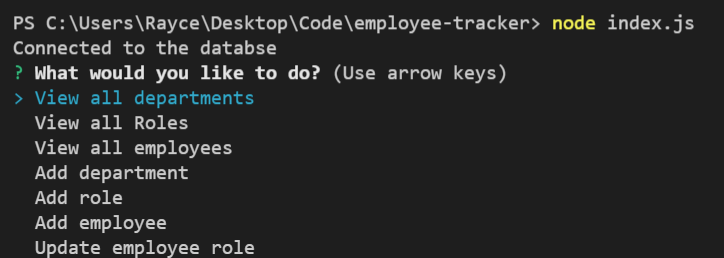 PS C:\Users\Rayce\Desktop\Code\employee-tracker> node index.js
Connected to the databse
? What would you like to do? (Use arrow keys)
> View all departments
View all Roles
View all employees
Add department
Add role
Add employee
Update employee role